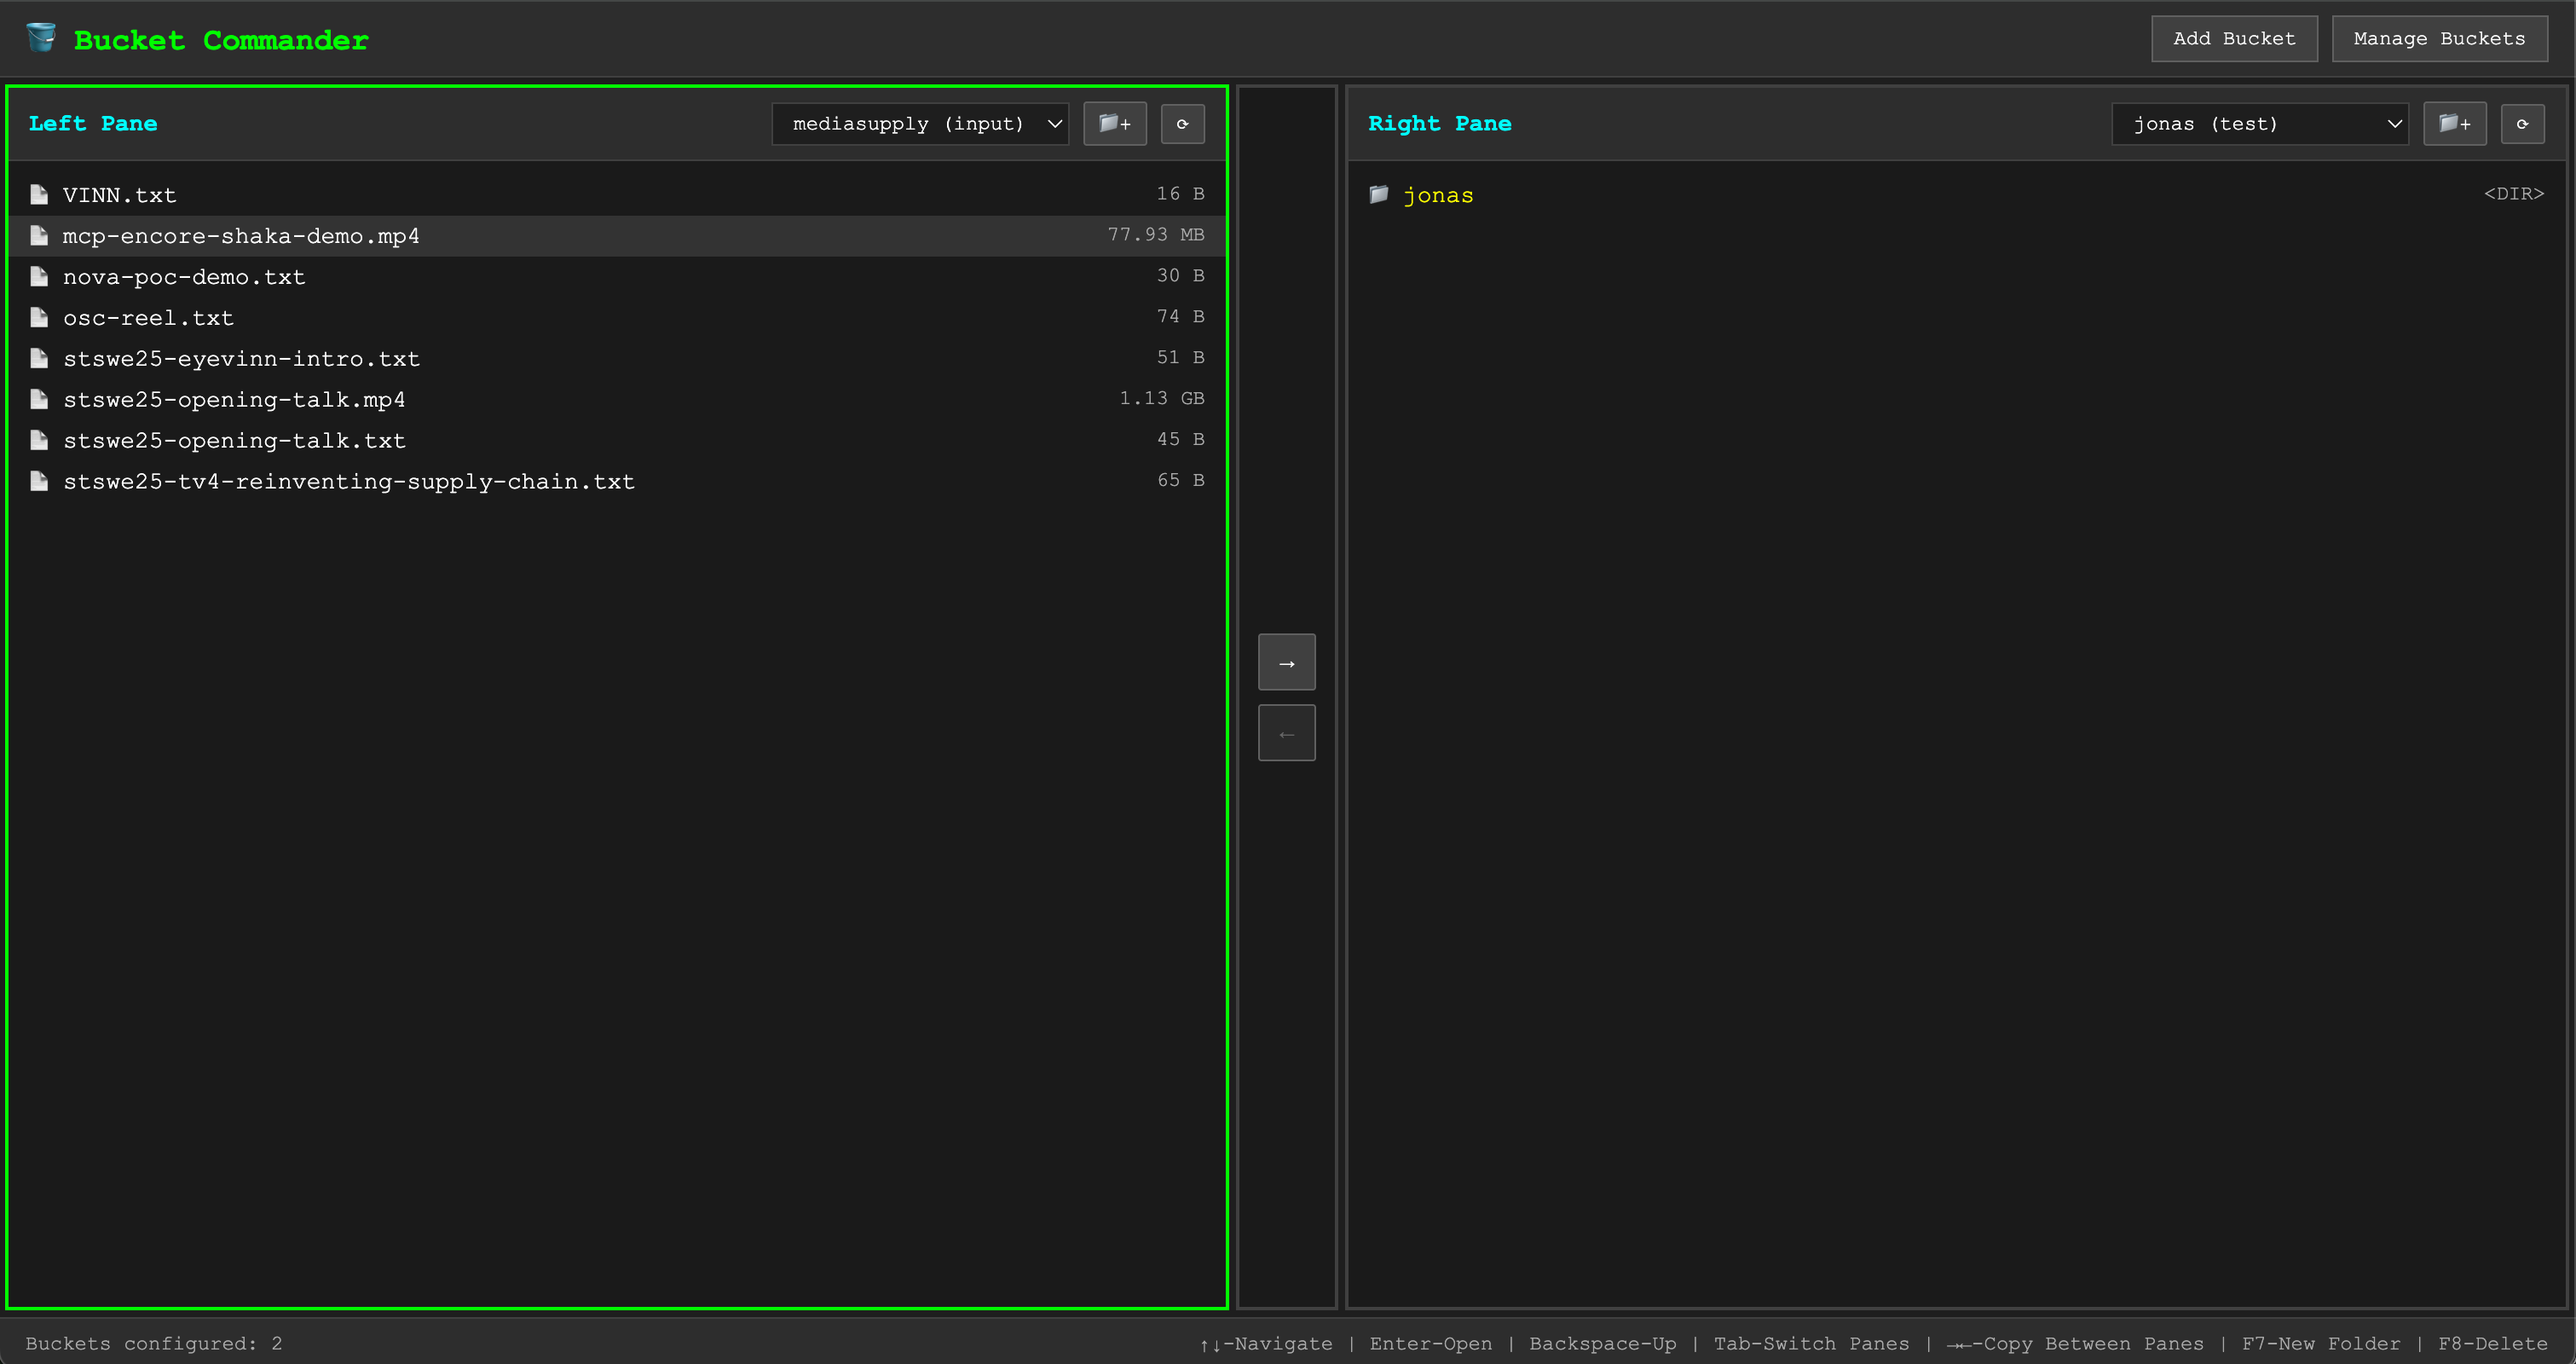 Bucket Commander
Add Bucket
Manage Buckets
Left Pane
mediasupply (input)
+
⟳
VINN.txt 16 B
mcp-encore-shaka-demo.mp4 77.93 MB
nova-poc-demo.txt 30 B
osc-reel.txt 74 B
stswe25-eyevinn-intro.txt 51 B
stswe25-opening-talk.mp4 1.13 GB
stswe25-opening-talk.txt 45 B
stswe25-tv4-reinventing-supply-chain.txt 65 B
→
←
Right Pane
jonas (test)
+
⟳
jonas <DIR>
Buckets configured: 2
↑↓-Navigate | Enter-Open | Backspace-Up | Tab-Switch Panes | →←-Copy Between Panes | F7-New Folder | F8-Delete